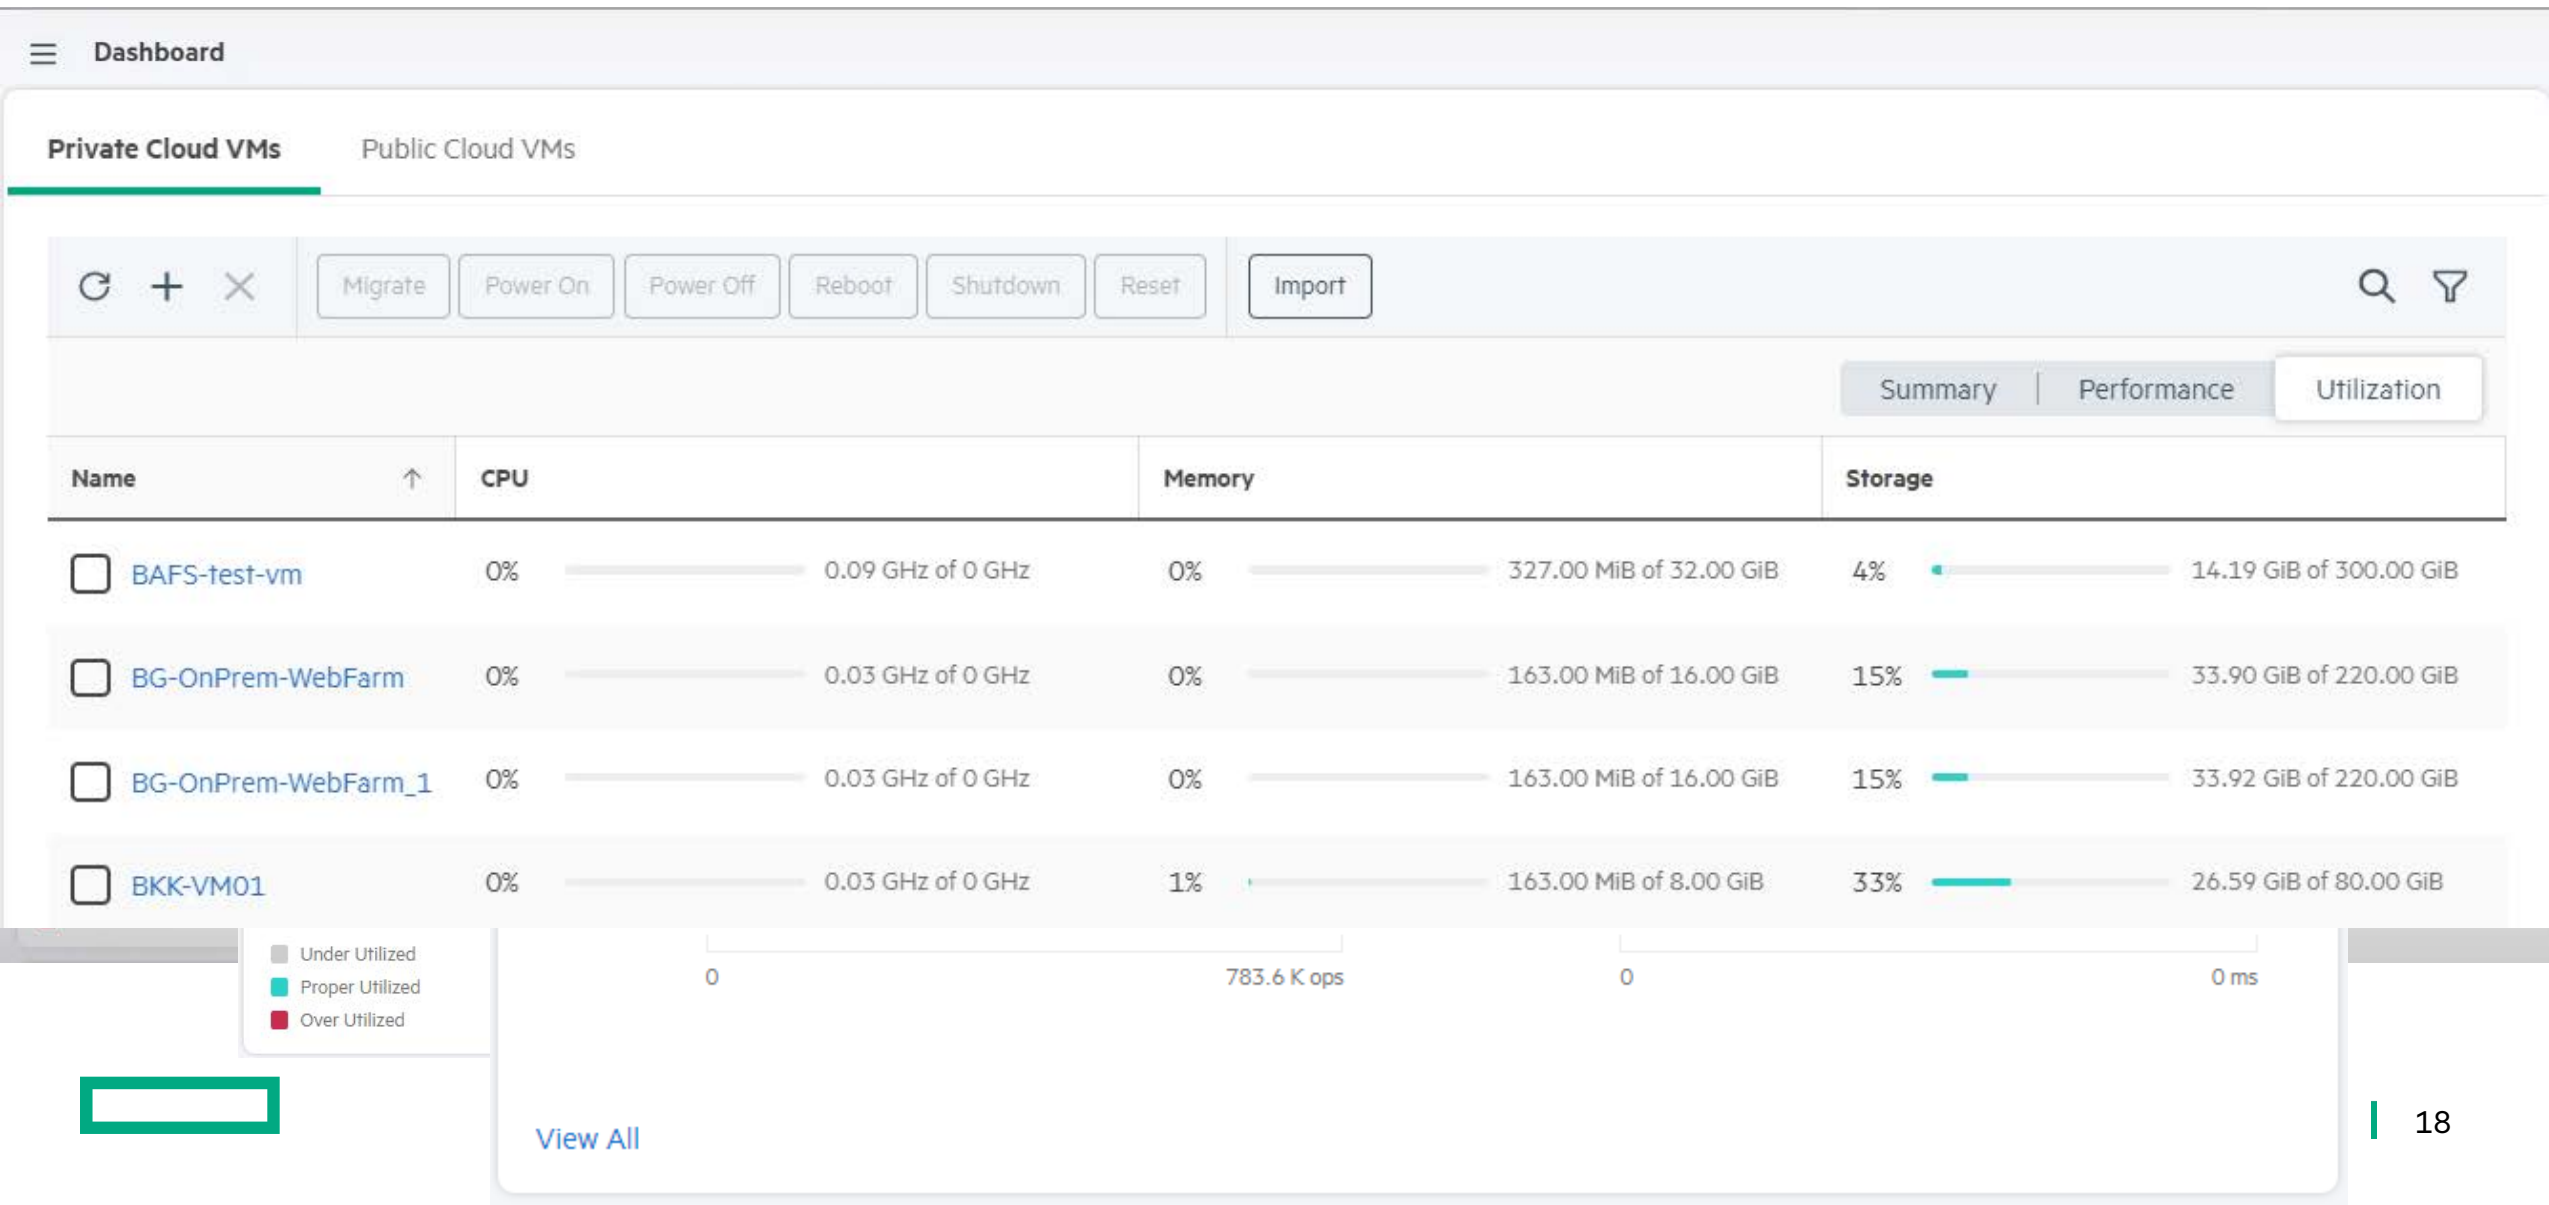 Dashboard
Private Cloud VMs Public Cloud VMs
Migrate Power On Power Off Reboot Shutdown Reset Import
Summary | Performance Utilization
Name CPU Memory Storage
BAFS-test-vm 0% 0.09 GHz of 0 GHz 0% 327.00 MiB of 32.00 GiB 4% 14.19 GiB of 300.00 GiB
BG-OnPrem-WebFarm 0% 0.03 GHz of 0 GHz 0% 163.00 MiB of 16.00 GiB 15% 33.90 GiB of 220.00 GiB
BG-OnPrem-WebFarm_1 0% 0.03 GHz of 0 GHz 0% 163.00 MiB of 16.00 GiB 15% 33.92 GiB of 220.00 GiB
BKK-VM01 0% 0.03 GHz of 0 GHz 1% 163.00 MiB of 8.00 GiB 33% 26.59 GiB of 80.00 GiB
Under Utilized
0 783.6 K ops 0 0 ms
Proper Utilized
Over Utilized
View All
18